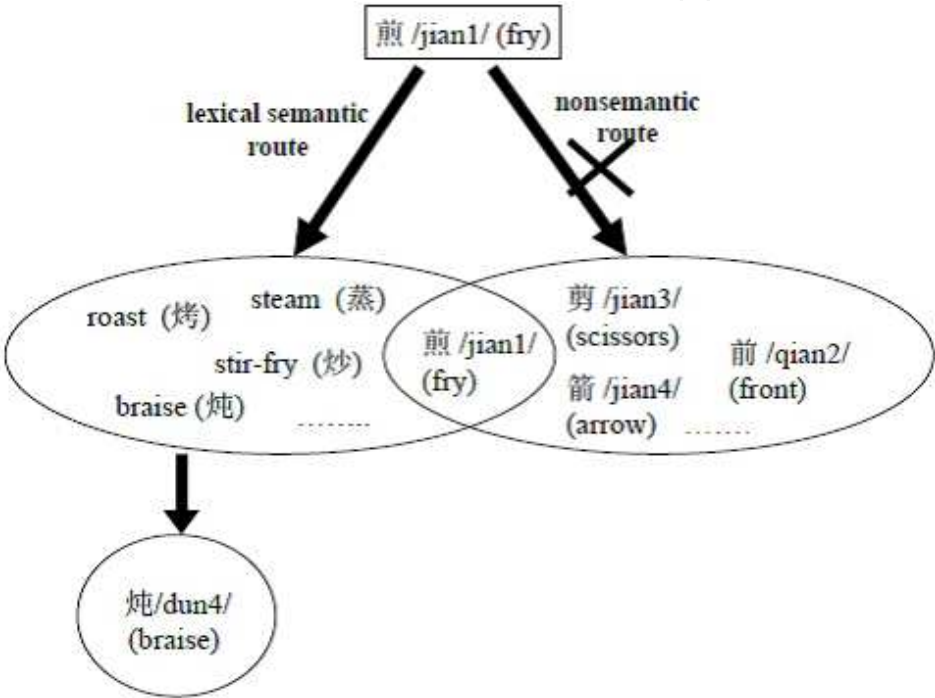 煎 /jian1/ (fry)
lexical semantic
route
nonsemantic
route
roast (烤)
steam (蒸)
stir-fry (炒)
braise (炖)
........
煎 /jian1/
(fry)
剪 /jian3/
(scissors)
箭 /jian4/
(arrow)
.......
前 /qian2/
(front)
炖/dun4/
(braise)